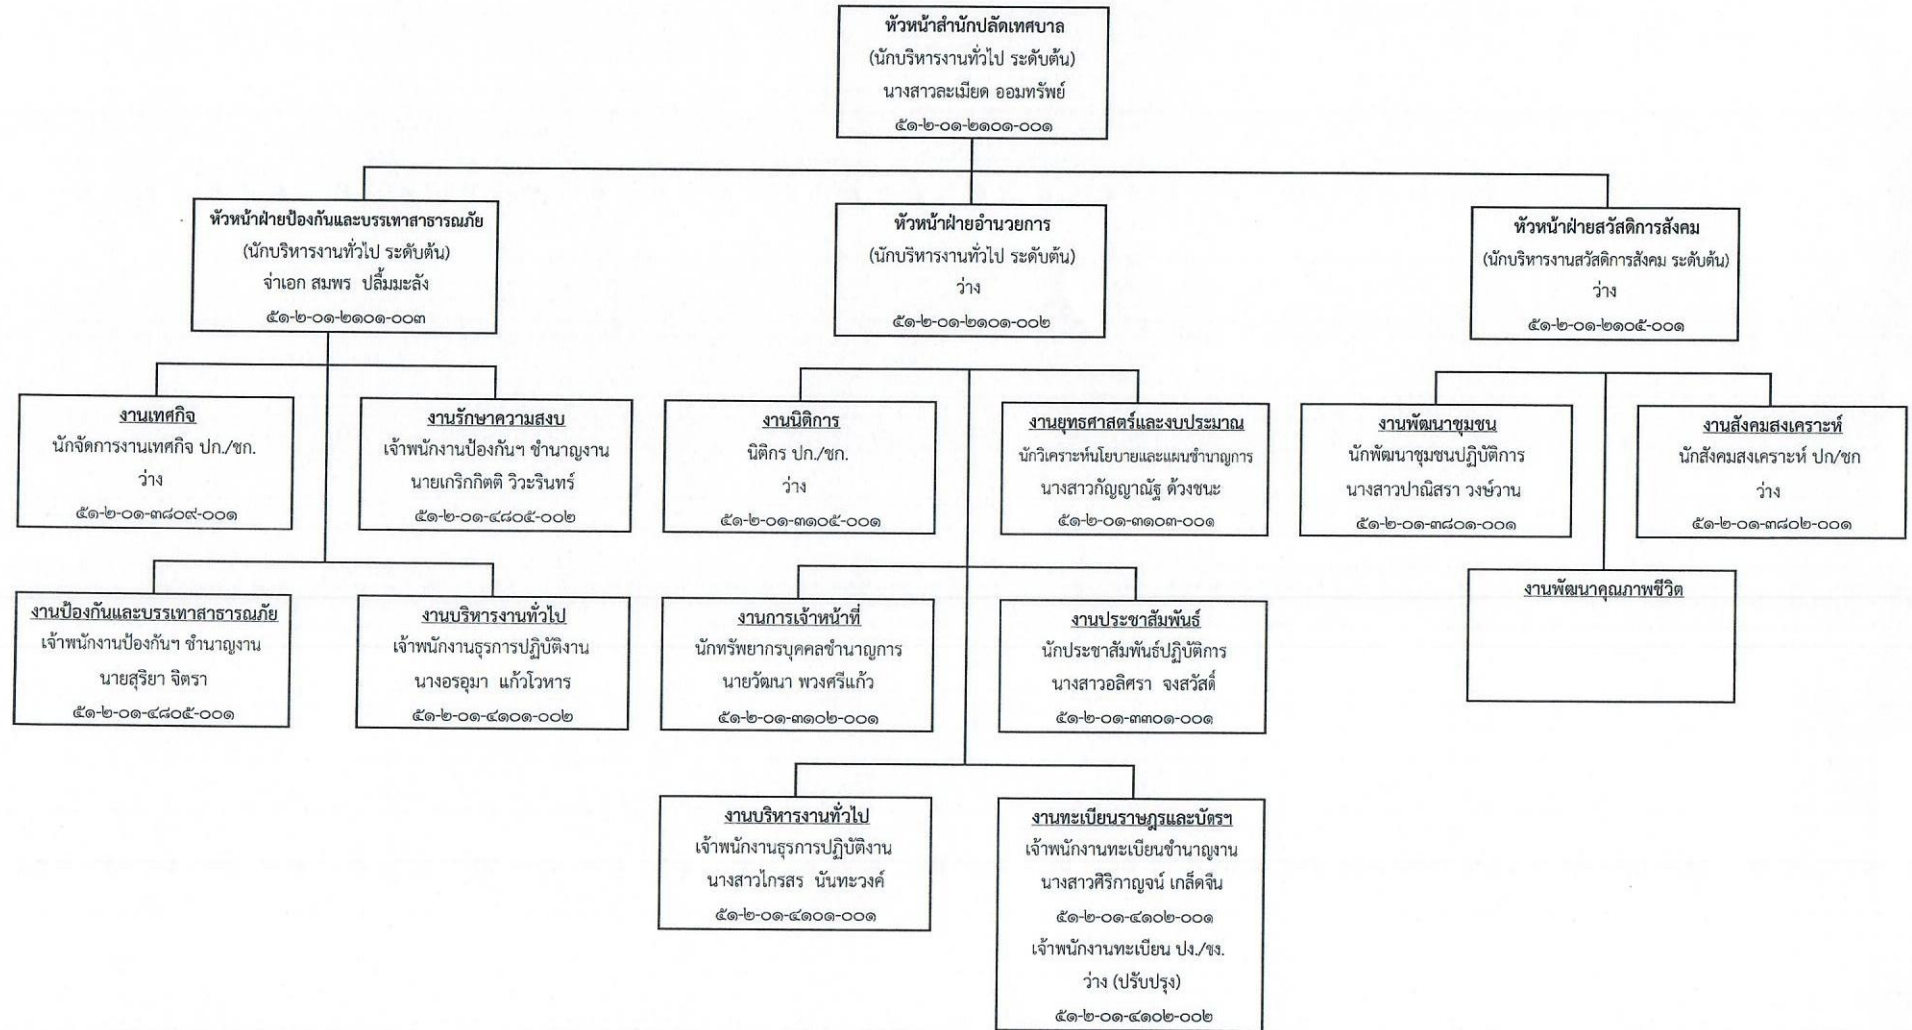 หัวหน้าสำนักปลัดเทศบาล
(นักบริหารงานทั่วไป ระดับต้น)
นางสาวละเมียด ออมทรัพย์
๕๑-๒-๐๑-๒๑๐๑-๐๐๑
หัวหน้าฝ่ายป้องกันและบรรเทาสาธารณภัย
(นักบริหารงานทั่วไป ระดับต้น)
จ่าเอก สมพร ปลื้มมะลัง
๕๑-๒-๐๑-๒๑๐๑-๐๐๓
หัวหน้าฝ่ายอำนวยการ
(นักบริหารงานทั่วไป ระดับต้น)
ว่าง
๕๑-๒-๐๑-๒๑๐๑-๐๐๒
หัวหน้าฝ่ายสวัสดิการสังคม
(นักบริหารงานสวัสดิการสังคม ระดับต้น)
ว่าง
๕๑-๒-๐๑-๒๑๐๕-๐๐๑
งานเทศกิจ
นักจัดการงานเทศกิจ ปก./ชก.
ว่าง
๕๑-๒-๐๑-๓๘๐๙-๐๐๑
งานรักษาความสงบ
เจ้าพนักงานป้องกันฯ ชำนาญงาน
นายเกริกกิตติ วิวะรินทร์
๕๑-๒-๐๑-๔๘๐๕-๐๐๒
งานนิติการ
นิติกร ปก./ชก.
ว่าง
๕๑-๒-๐๑-๓๑๐๕-๐๐๑
งานยุทธศาสตร์และงบประมาณ
นักวิเคราะห์นโยบายและแผนชำนาญการ
นางสาวกัญญาณัฐ ด้วงชนะ
๕๑-๒-๐๑-๓๑๐๓-๐๐๑
งานพัฒนาชุมชน
นักพัฒนาชุมชนปฏิบัติการ
นางสาวปาณิสรา วงษ์วาน
๕๑-๒-๐๑-๓๘๐๑-๐๐๑
งานสังคมสงเคราะห์
นักสังคมสงเคราะห์ ปก/ชก
ว่าง
๕๑-๒-๐๑-๓๘๐๒-๐๐๑
งานป้องกันและบรรเทาสาธารณภัย
เจ้าพนักงานป้องกันฯ ชำนาญงาน
นายสุริยา จิตรา
๕๑-๒-๐๑-๔๘๐๕-๐๐๑
งานบริหารงานทั่วไป
เจ้าพนักงานธุรการปฏิบัติงาน
นางอรอุมา แก้วโวหาร
๕๑-๒-๐๑-๔๑๐๑-๐๐๒
งานการเจ้าหน้าที่
นักทรัพยากรบุคคลชำนาญการ
นายวัฒนา พวงศรีแก้ว
๕๑-๒-๐๑-๓๑๐๒-๐๐๑
งานประชาสัมพันธ์
นักประชาสัมพันธ์ปฏิบัติการ
นางสาวอลิศรา จงสวัสดิ์
๕๑-๒-๐๑-๓๓๐๑-๐๐๑
งานพัฒนาคุณภาพชีวิต
งานบริหารงานทั่วไป
เจ้าพนักงานธุรการปฏิบัติงาน
นางสาวไกรสร นันทะวงค์
๕๑-๒-๐๑-๔๑๐๑-๐๐๑
งานทะเบียนราษฎรและบัตรฯ
เจ้าพนักงานทะเบียนชำนาญงาน
นางสาวศิริกาญจน์ เกล็ดจีน
๕๑-๒-๐๑-๔๑๐๒-๐๐๑
เจ้าพนักงานทะเบียน ปง./ชง.
ว่าง (ปรับปรุง)
๕๑-๒-๐๑-๔๑๐๒-๐๐๒